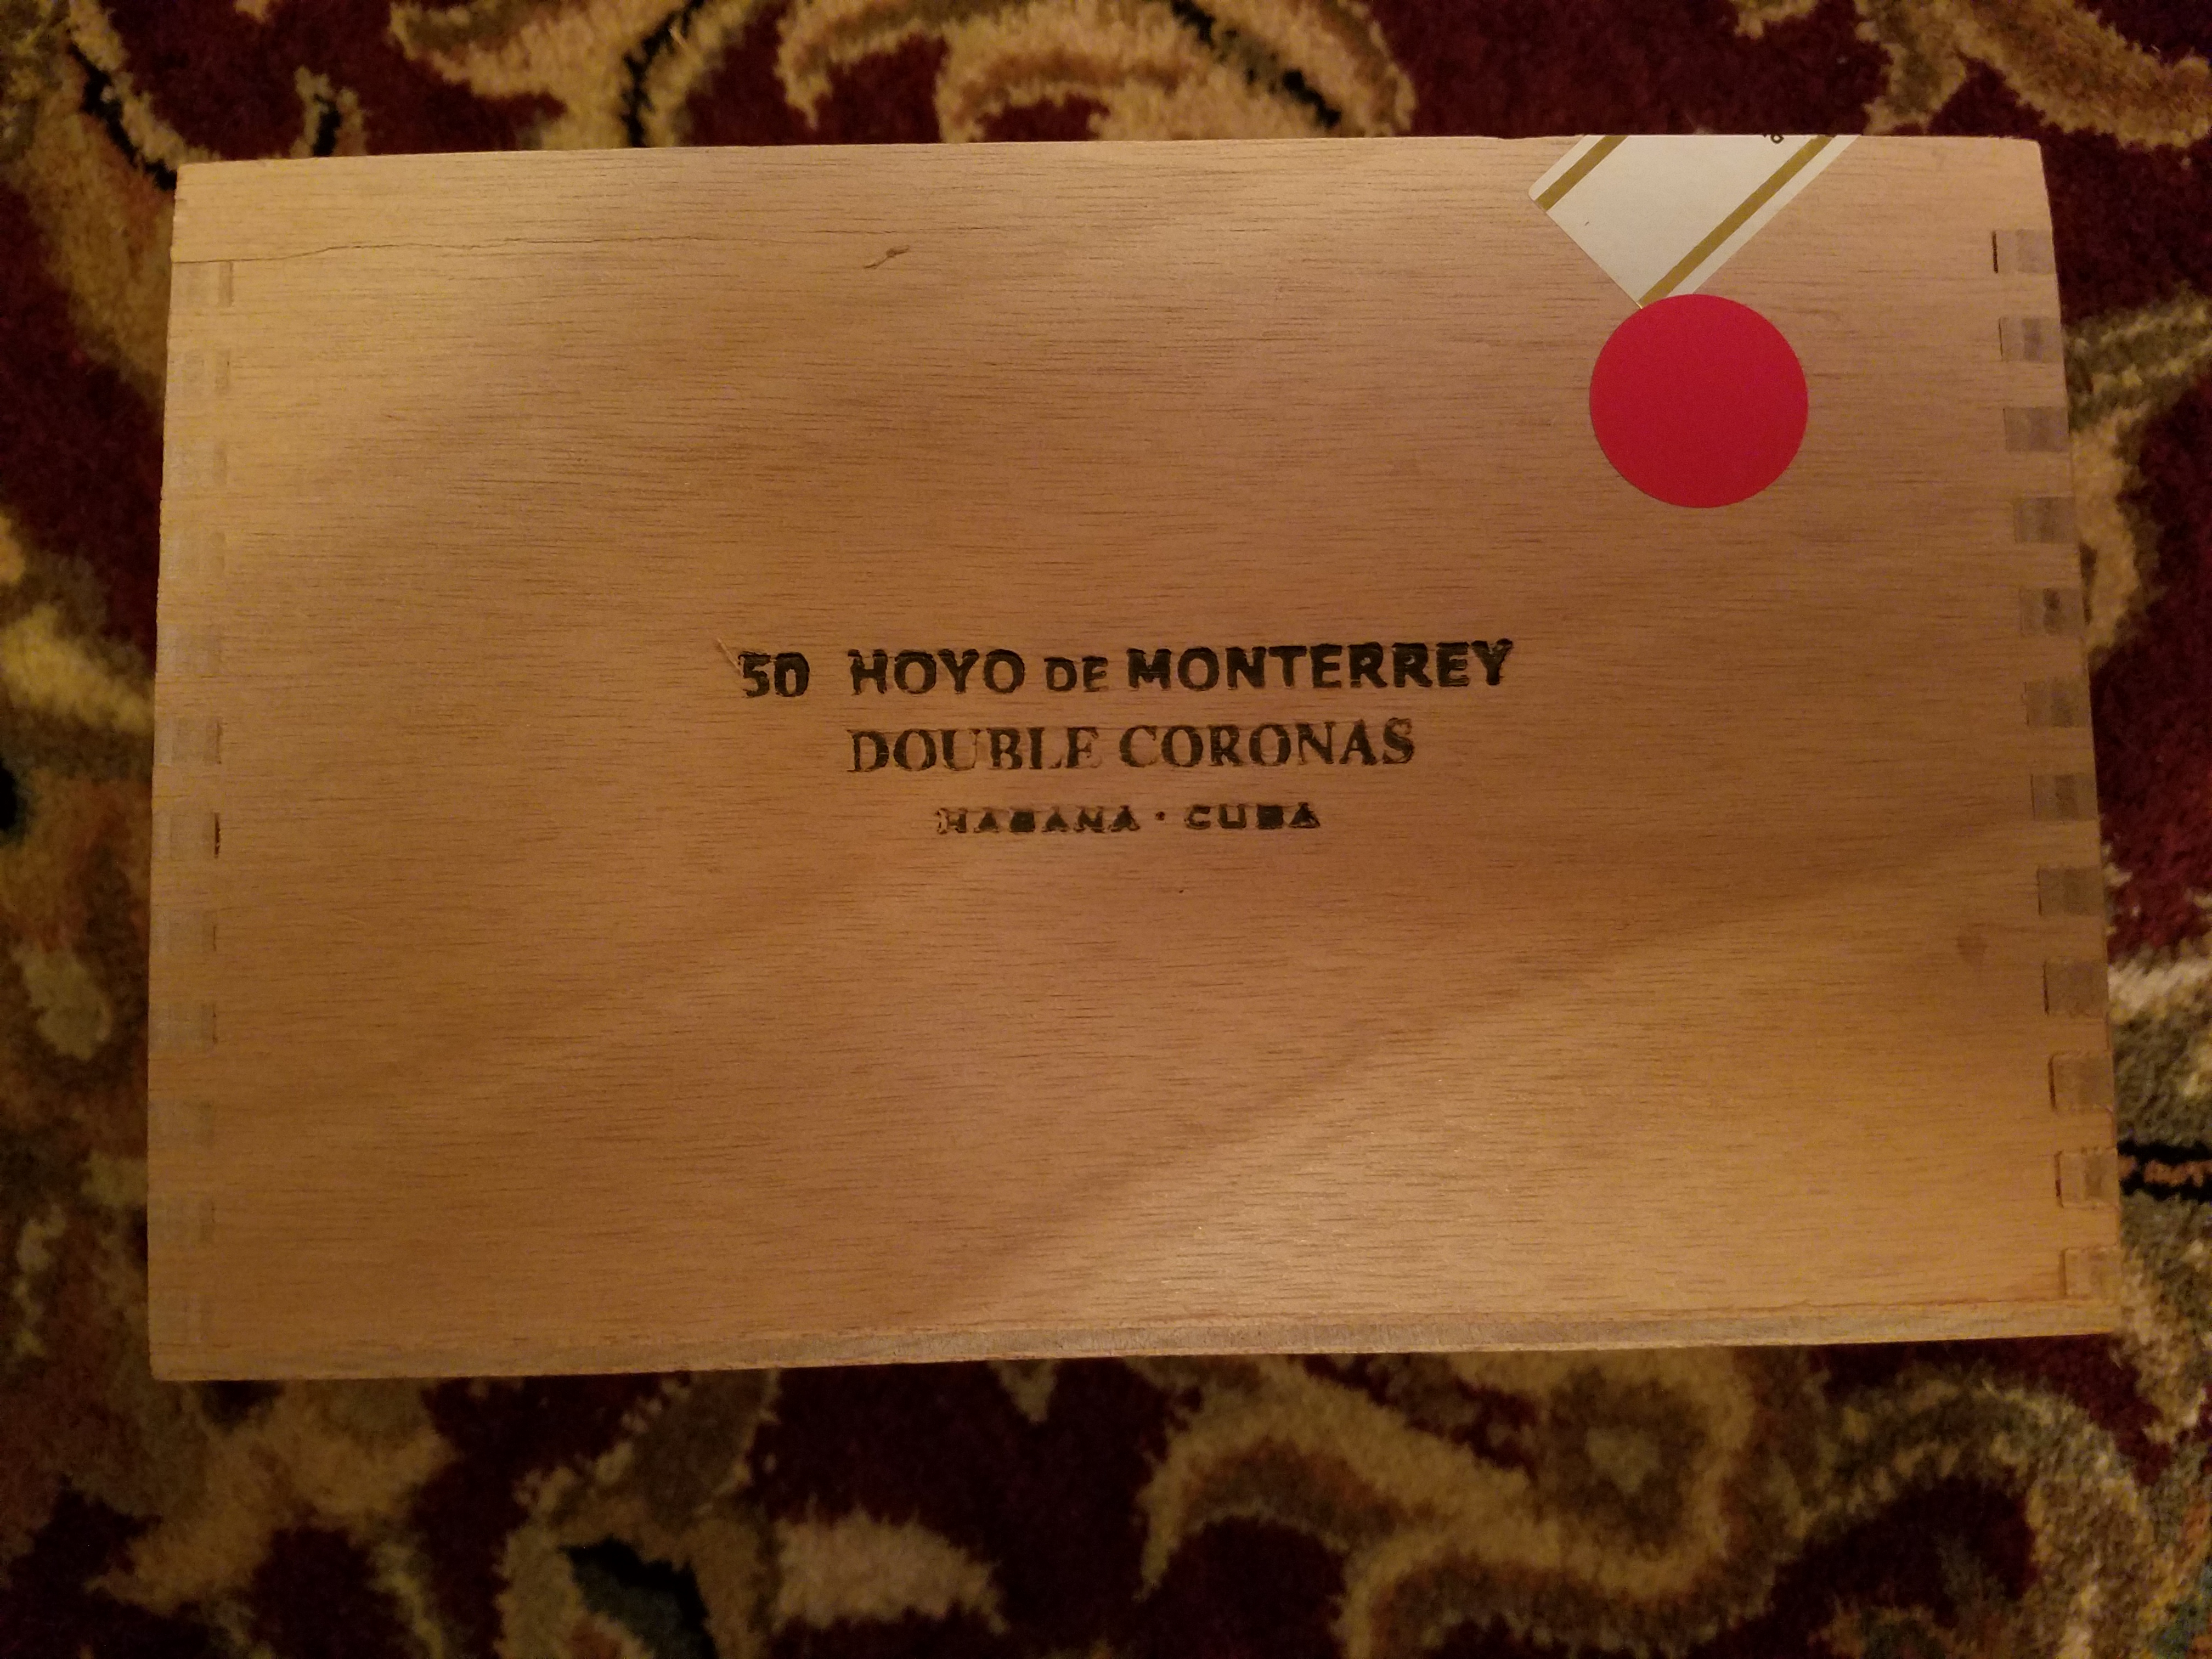 50 HOYO DE MONTERREY
DOUBLE CORONAS
HABANA · CUBA